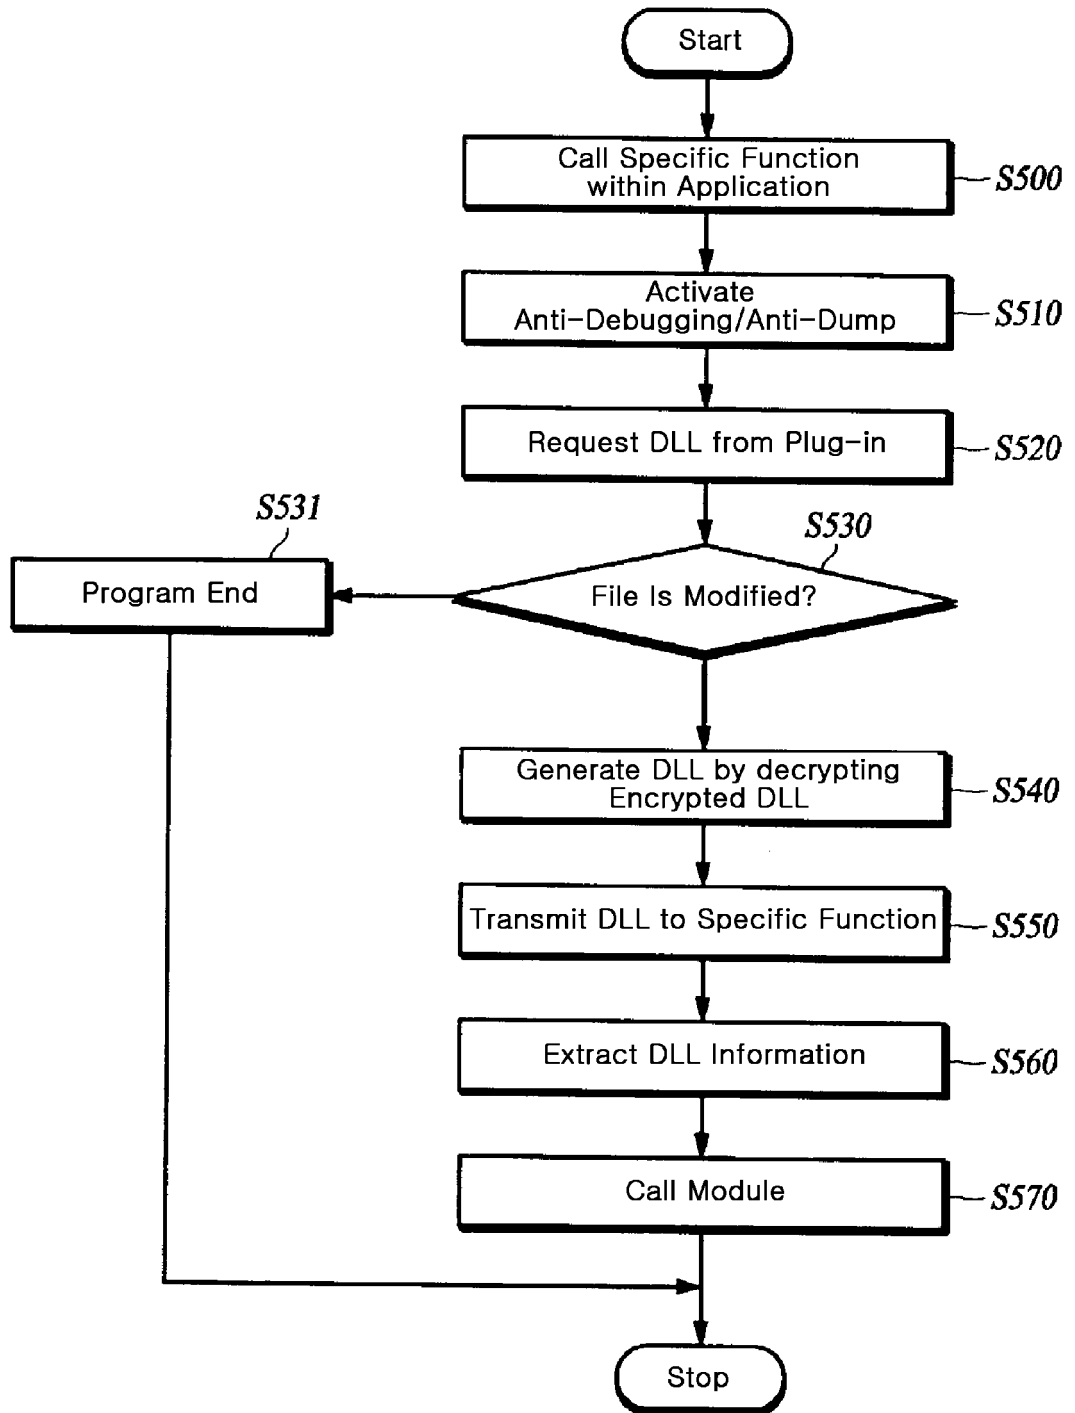 Start
Call Specific Function
within Application
S500
Activate
Anti-Debugging/Anti-Dump
S510
Request DLL from Plug-in
S520
S531
S530
Program End
File Is Modified?
Generate DLL by decrypting
Encrypted DLL
S540
Transmit DLL to Specific Function
S550
Extract DLL Information
S560
Call Module
S570
Stop